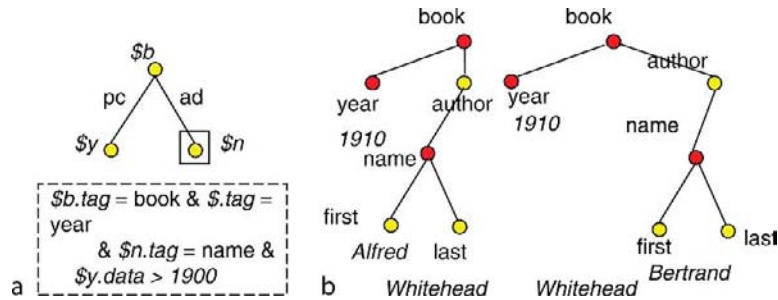 $b
pc ad
$y $n
$b.tag = book & $.tag =
year
& $n.tag = name &
$y.data > 1900
a
book
year author
1910
name
first
Alfred last
Whitehead
b
book
author
year
1910
name
first last
Bertrand
Whitehead